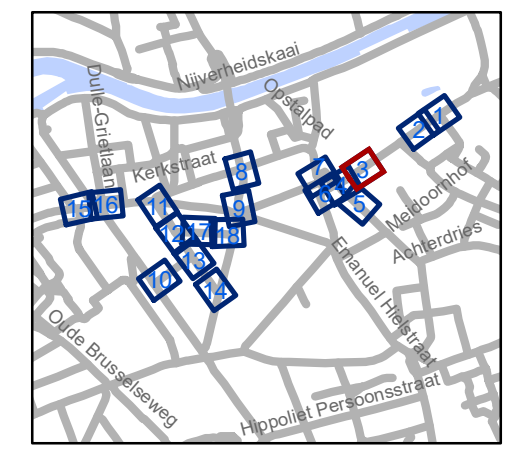 Nijverheidskaai
Opstalpad
Dulle-Grietlaan
Kerkstraat
1
2
3
4
5
6
7
8
9
10
11
12
13
14
15
16
17
18
Meidoornhof
Achterdries
Emanuel Hielstraat
Oude Brusselseweg
Hippoliet Persoonsstraat